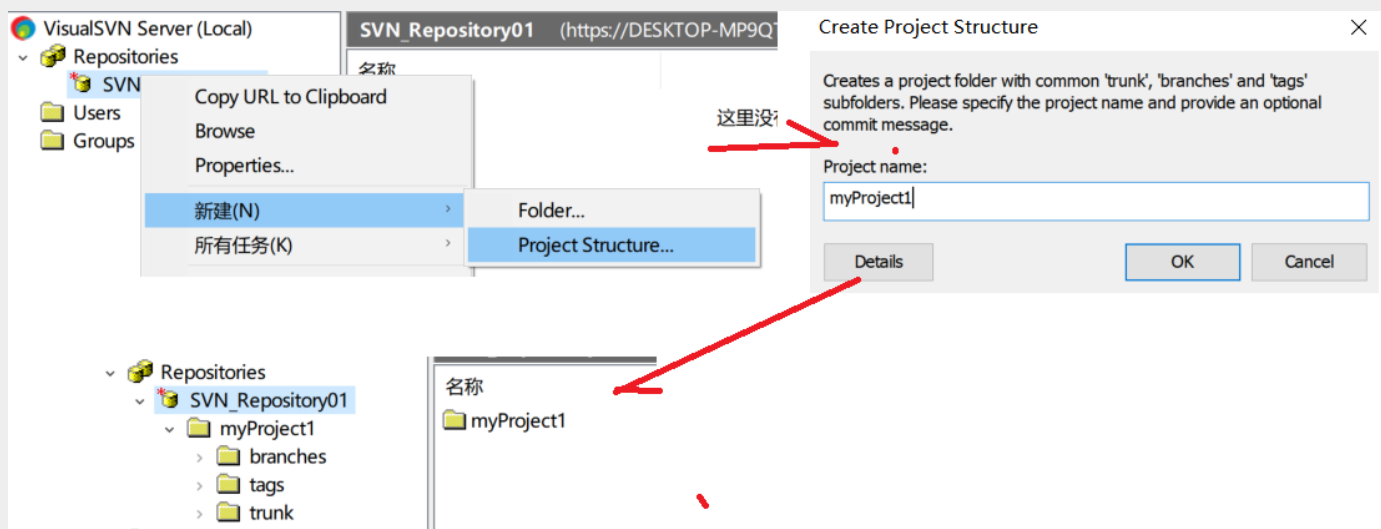 VisualSVN Server (Local)
Repositories
SVN
Users
Groups
Copy URL to Clipboard
Browse
Properties...
新建(N)
所有任务(K)
Folder...
Project Structure...
SVN_Repository01 (https://DESKTOP-MP9Q
名称
这里没
Create Project Structure
Creates a project folder with common 'trunk', 'branches' and 'tags'
subfolders. Please specify the project name and provide an optional
commit message.
Project name:
myProject1
Details
OK
Cancel
Repositories
SVN_Repository01
myProject1
branches
tags
trunk
名称
myProject1